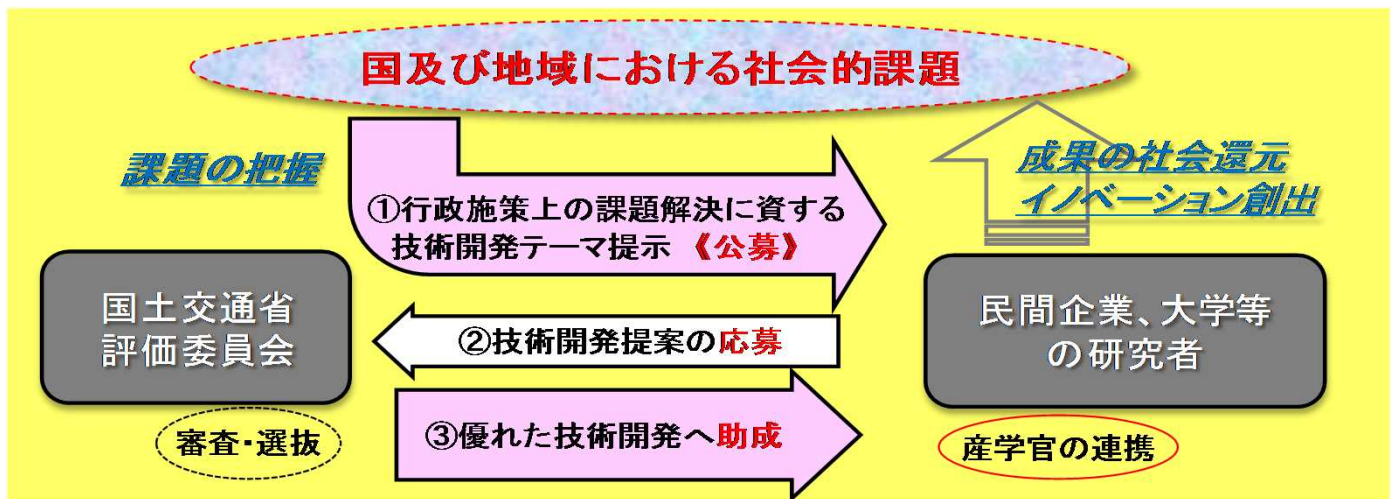 国及び地域における社会的課題
課題の把握
成果の社会還元
イノベーション創出
①行政施策上の課題解決に資する
技術開発テーマ提示 《公募》
国土交通省
評価委員会
②技術開発提案の応募
民間企業、大学等
の研究者
審査・選抜
③優れた技術開発へ助成
産学官の連携